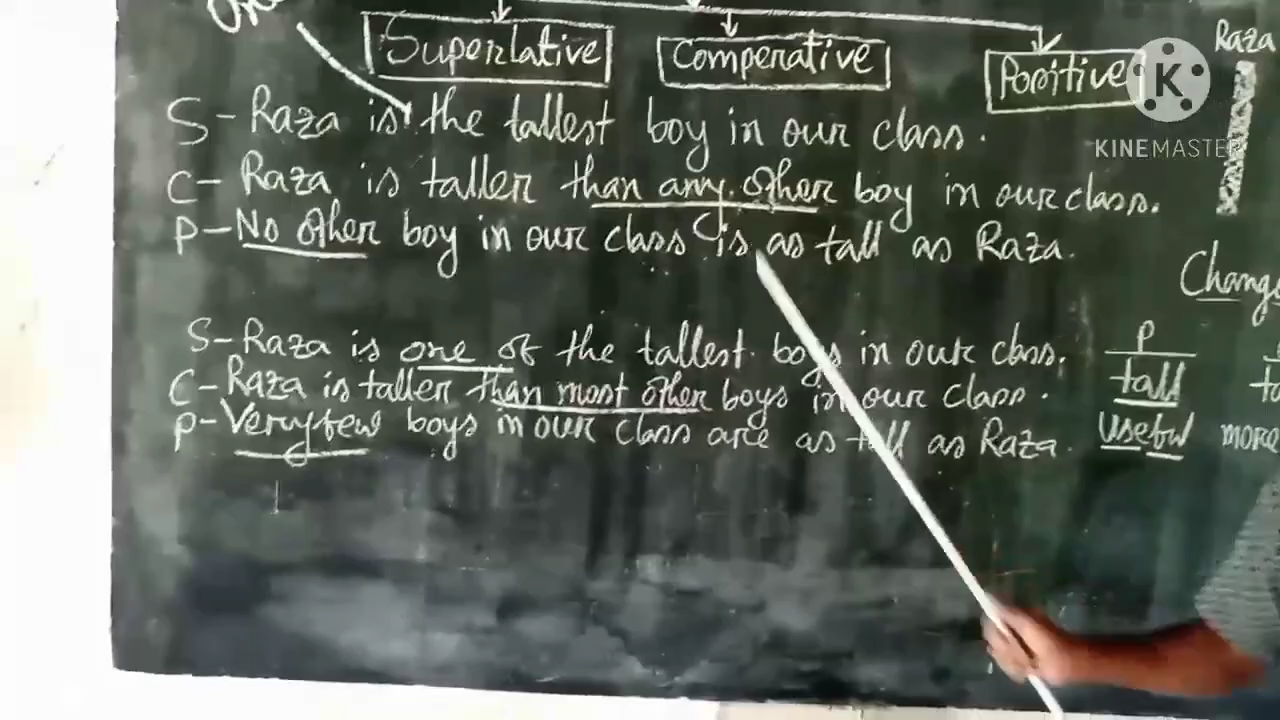 Superlative Comperative Positive
Raza
K
KINEMASTER
S - Raza is the tallest boy in our class.
C - Raza is taller than any other boy in our class.
P - No other boy in our class is as tall as Raza.
Change
S - Raza is one of the tallest boys in our class.
C - Raza is taller than most other boys in our class.
P - Very few boys in our class are as tall as Raza.
P
tall
useful more